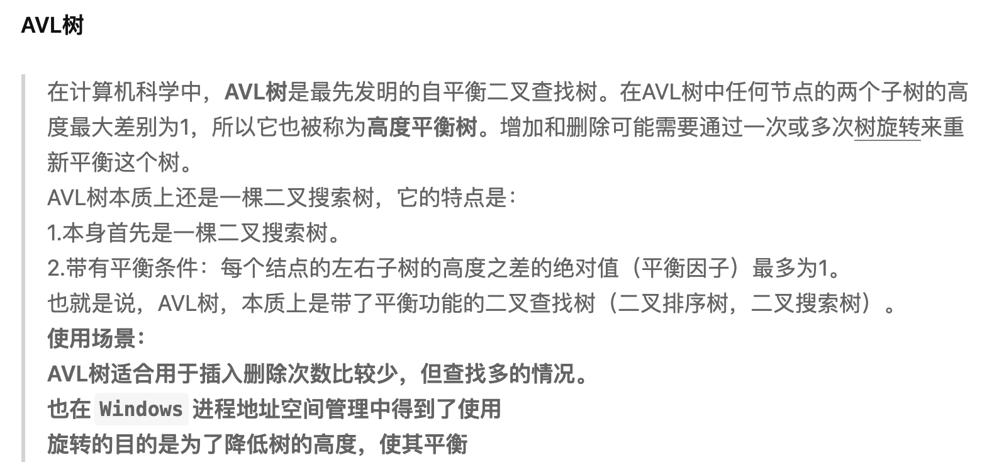 AVL树
在计算机科学中，AVL树是最先发明的自平衡二叉查找树。在AVL树中任何节点的两个子树的高
度最大差别为1，所以它也被称为高度平衡树。增加和删除可能需要通过一次或多次树旋转来重
新平衡这个树。
AVL树本质上还是一棵二叉搜索树，它的特点是：
1.本身首先是一棵二叉搜索树。
2.带有平衡条件：每个结点的左右子树的高度之差的绝对值（平衡因子）最多为1。
也就是说，AVL树，本质上是带了平衡功能的二叉查找树（二叉排序树，二叉搜索树）。
使用场景：
AVL树适合用于插入删除次数比较少，但查找多的情况。
也在 Windows 进程地址空间管理中得到了使用
旋转的目的是为了降低树的高度，使其平衡